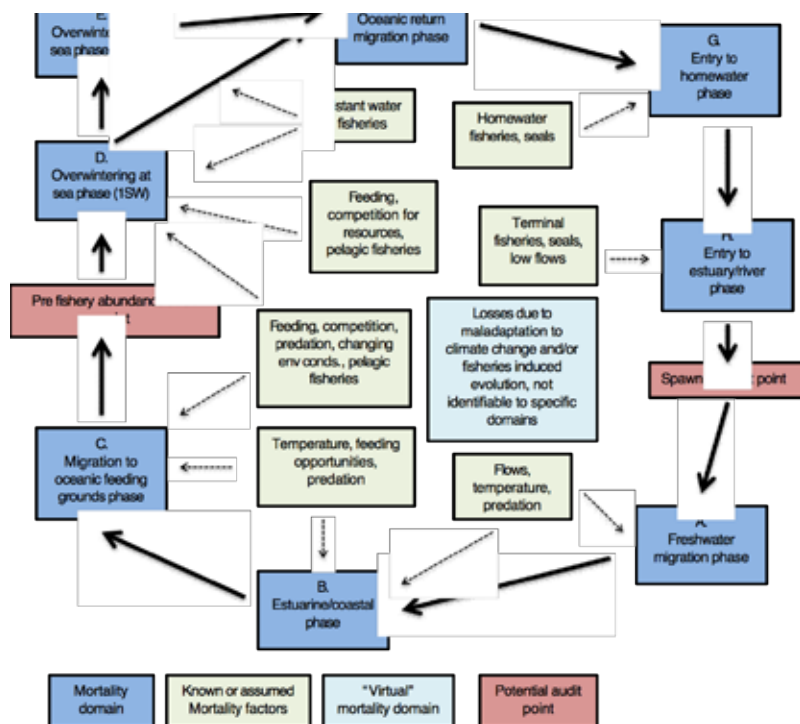 E.
Overwint
sea phase
Oceanic return
migration phase
G.
Entry to
homewater
phase
stant water
fisheries
Homewater
fisheries, seals
D.
Overwintering at
sea phase (1SW)
Feeding,
competition for
resources,
pelagic fisheries
Terminal
fisheries, seals,
low flows
Entry to
estuary/river
phase
Pre fishery abundanc
t
Feeding, competition,
predation, changing
env conds., pelagic
fisheries
Losses due to
maladaptation to
climate change and/or
fisheries induced
evolution, not
identifiable to specific
domains
Spawn t point
C.
Migration to
oceanic feeding
grounds phase
Temperature, feeding
opportunities,
predation
Flows,
temperature,
predation
A.
Freshwater
migration phase
B.
Estuarine/coastal
phase
Mortality
domain
Known or assumed
Mortality factors
"Virtual"
mortality domain
Potential audit
point